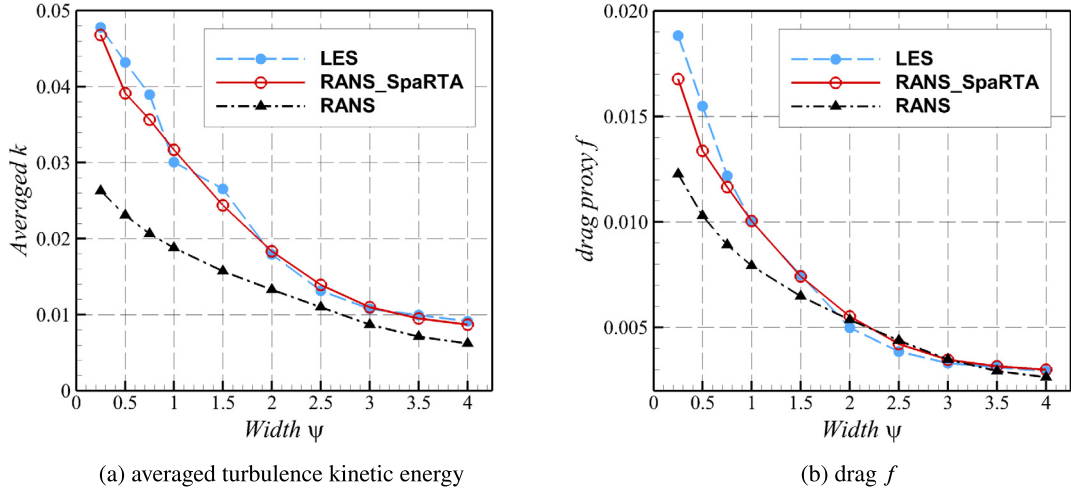 0.05
0.04
0.03
0.02
0.01
0
Averaged k
LES
RANS_SpaRTA
RANS
0.5
1
1.5
2
2.5
3
3.5
4
Width ψ
(a) averaged turbulence kinetic energy
0.020
0.015
0.010
0.005
drag proxy f
LES
RANS_SpaRTA
RANS
0
0.5
1
1.5
2
2.5
3
3.5
4
Width ψ
(b) drag f